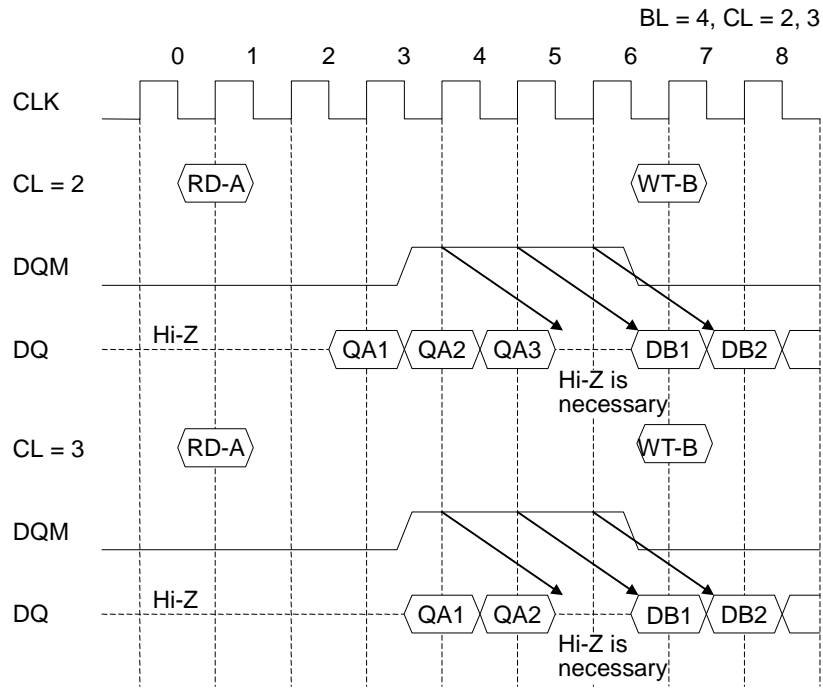 BL = 4, CL = 2, 3
0 1 2 3 4 5 6 7 8
CLK
CL = 2 RD-A WT-B
DQM
DQ Hi-Z QA1 QA2 QA3 DB1 DB2
Hi-Z is
necessary
CL = 3 RD-A WT-B
DQM
DQ Hi-Z QA1 QA2 DB1 DB2
Hi-Z is
necessary